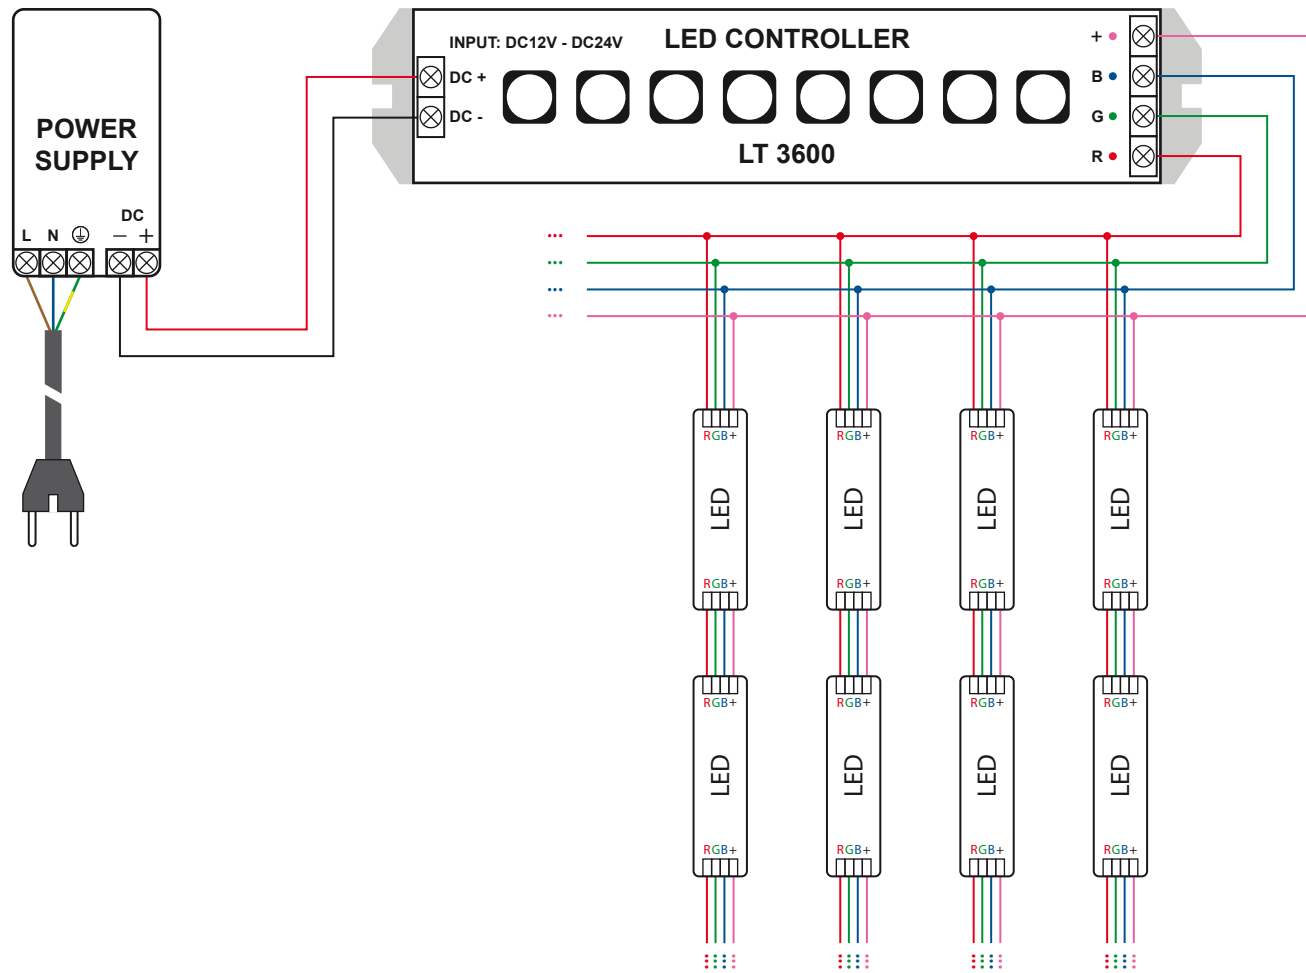 POWER
SUPPLY
DC
L N − +
INPUT: DC12V - DC24V LED CONTROLLER
DC +
DC -
LT 3600
+
B
G
R
RGB+ RGB+ RGB+ RGB+
LED LED LED LED
RGB+ RGB+ RGB+ RGB+
RGB+ RGB+ RGB+ RGB+
LED LED LED LED
RGB+ RGB+ RGB+ RGB+